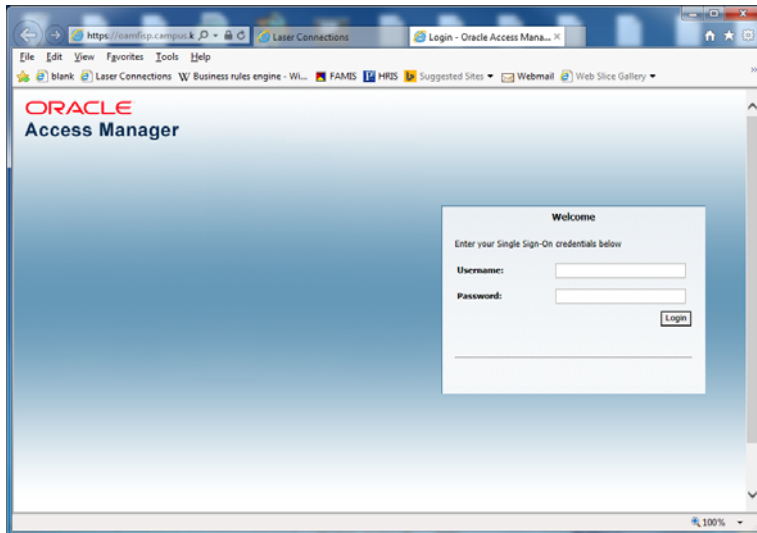 https://oamfisp.campus.k
Laser Connections
Login - Oracle Access Mana...
File Edit View Favorites Tools Help
blank Laser Connections W Business rules engine - Wi... FAMIS HRIS Suggested Sites Webmail Web Slice Gallery
ORACLE
Access Manager
Welcome
Enter your Single Sign-On credentials below
Username:
Password:
Login
100%